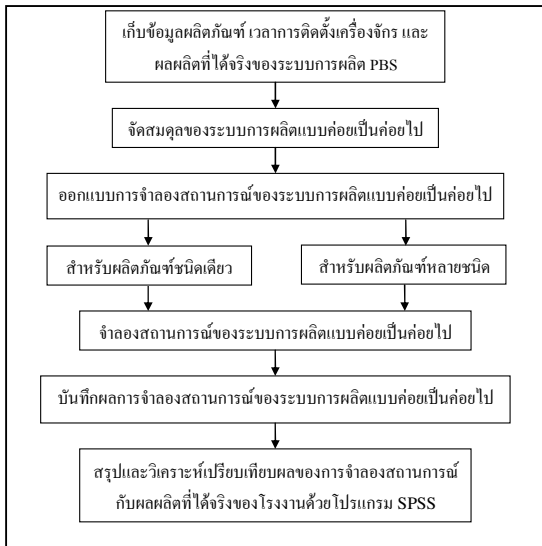 เก็บข้อมูลผลิตภัณฑ์ เวลาการติดตั้งเครื่องจักร และ
ผลผลิตที่ได้จริงของระบบการผลิต PBS
จัดสมดุลของระบบการผลิตแบบค่อยเป็นค่อยไป
ออกแบบการจำลองสถานการณ์ของระบบการผลิตแบบค่อยเป็นค่อยไป
สำหรับผลิตภัณฑ์ชนิดเดียว
สำหรับผลิตภัณฑ์หลายชนิด
จำลองสถานการณ์ของระบบการผลิตแบบค่อยเป็นค่อยไป
บันทึกผลการจำลองสถานการณ์ของระบบการผลิตแบบค่อยเป็นค่อยไป
สรุปและวิเคราะห์เปรียบเทียบผลของการจำลองสถานการณ์
กับผลผลิตที่ได้จริงของโรงงานด้วยโปรแกรม SPSS